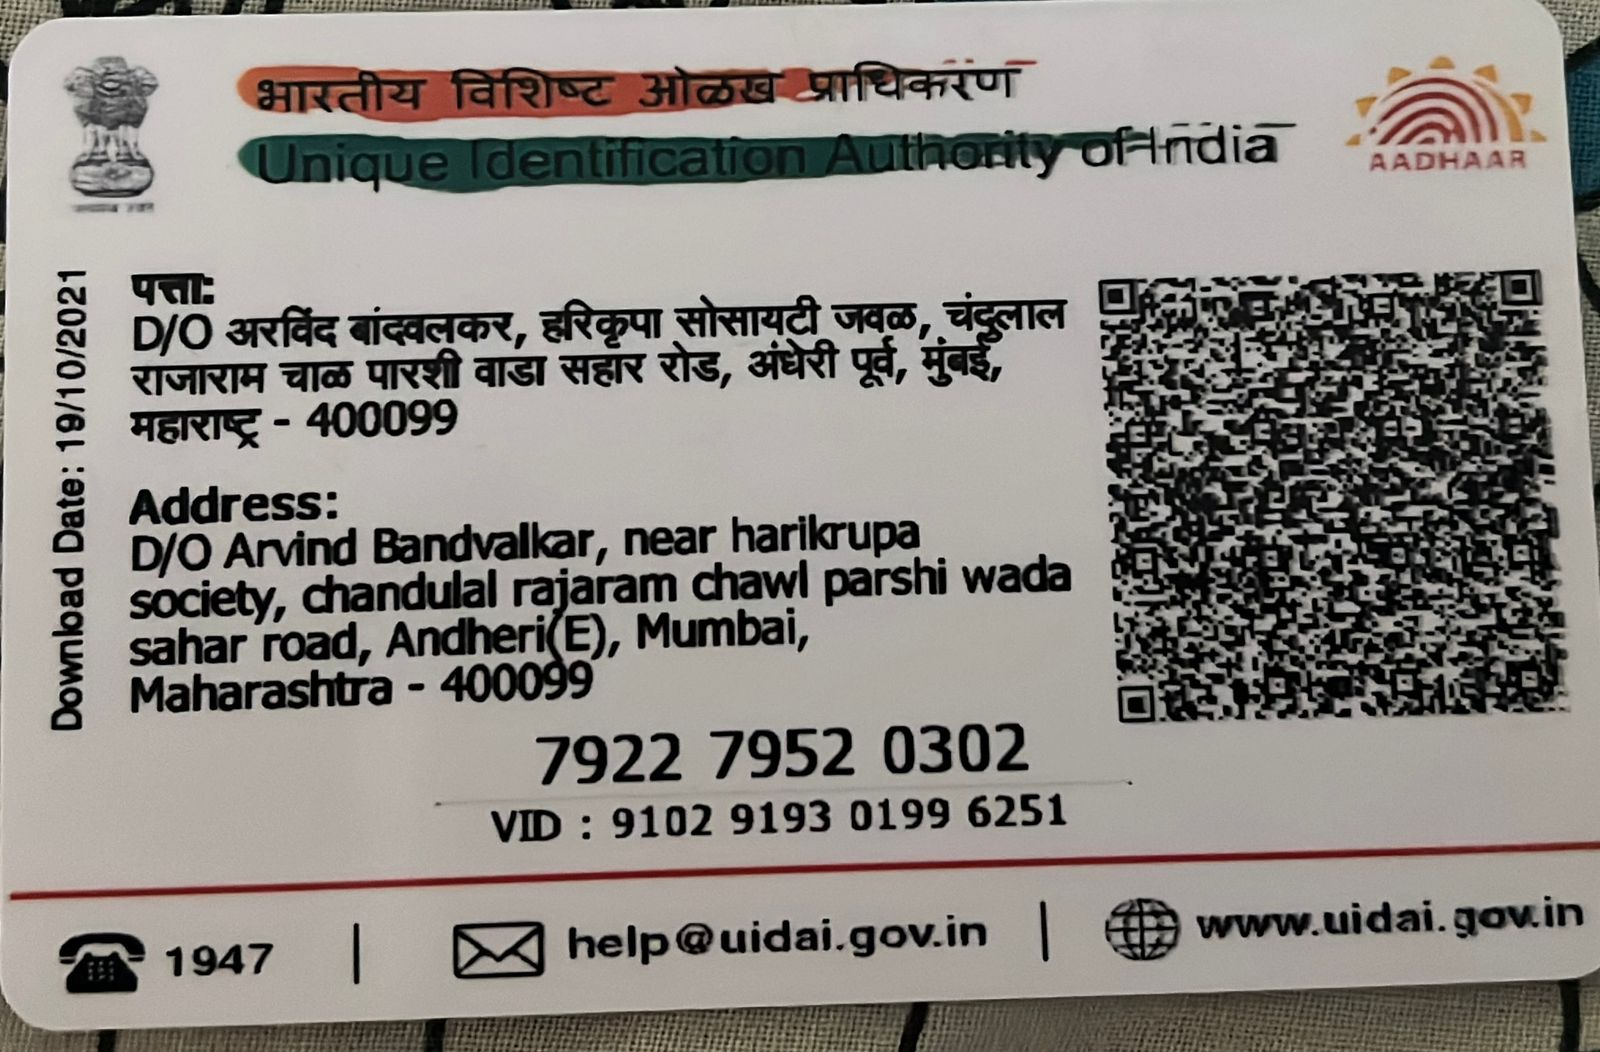 भारतीय विशिष्ट ओळख प्राधिकरण
Unique Identification Authority of India
AADHAAR
Download Date: 19/10/2021
पत्ता:
D/O अरविंद बांदवलकर, हरिकृपा सोसायटी जवळ, चंदुलाल
राजाराम चाळ पारशी वाडा सहार रोड, अंधेरी पूर्व, मुंबई,
महाराष्ट्र - 400099
Address:
D/O Arvind Bandvalkar, near harikrupa
society, chandulal rajaram chawl parshi wada
sahar road, Andheri(E), Mumbai,
Maharashtra - 400099
7922 7952 0302
VID : 9102 9193 0199 6251
1947 | help@uidai.gov.in | www.uidai.gov.in